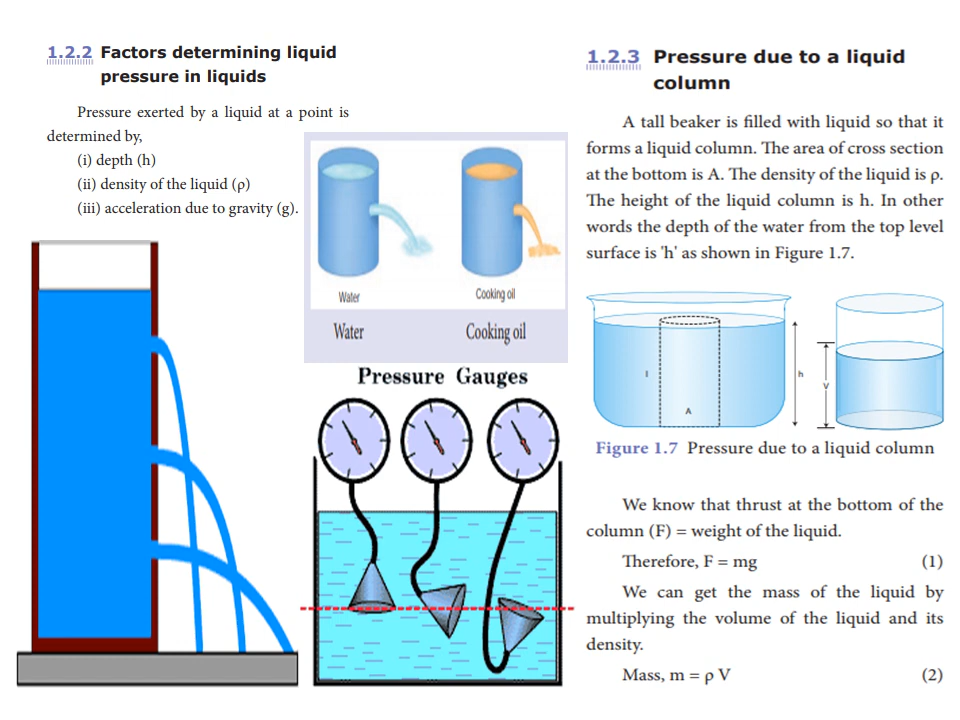 1.2.2 Factors determining liquid
pressure in liquids
Pressure exerted by a liquid at a point is
determined by,
(i) depth (h)
(ii) density of the liquid (ρ)
(iii) acceleration due to gravity (g).
Water
Cooking oil
Water
Cooking oil
Pressure Gauges
1.2.3 Pressure due to a liquid
column
A tall beaker is filled with liquid so that it
forms a liquid column. The area of cross section
at the bottom is A. The density of the liquid is ρ.
The height of the liquid column is h. In other
words the depth of the water from the top level
surface is 'h' as shown in Figure 1.7.
l
A
h
V
Figure 1.7 Pressure due to a liquid column
We know that thrust at the bottom of the
column (F) = weight of the liquid.
Therefore, F = mg (1)
We can get the mass of the liquid by
multiplying the volume of the liquid and its
density.
Mass, m = ρ V (2)